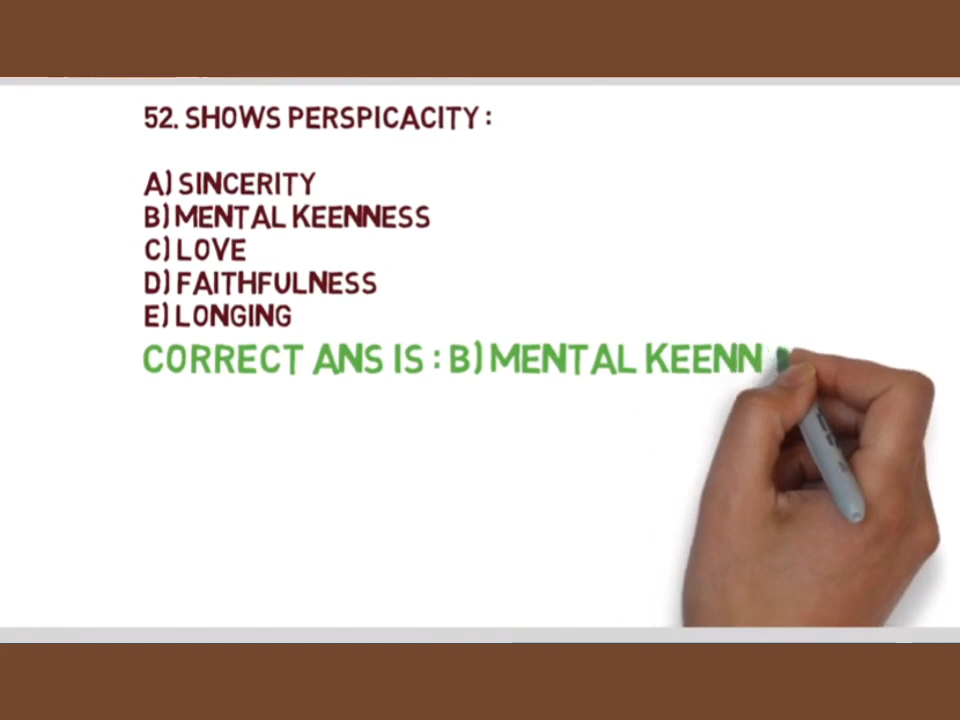 52. SHOWS PERSPICACITY :
A) SINCERITY
B) MENTAL KEENNESS
C) LOVE
D) FAITHFULNESS
E) LONGING
CORRECT ANS IS : B) MENTAL KEENN